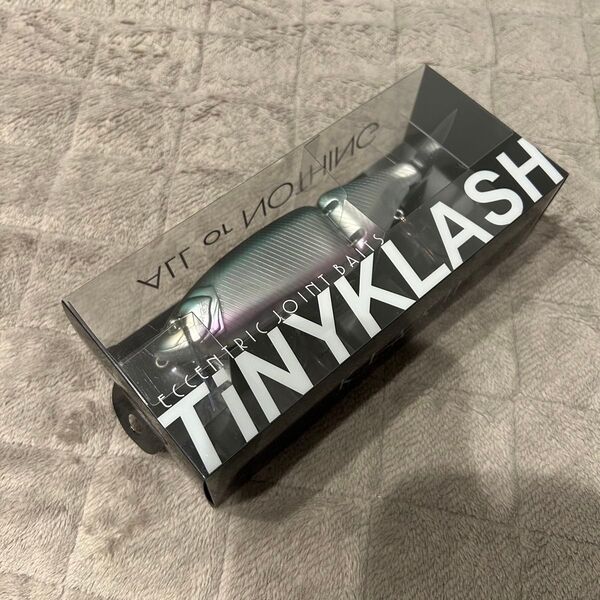 ALL or NOTHING
ECCENTRIC JOINT BAITS
TiNYKLASH